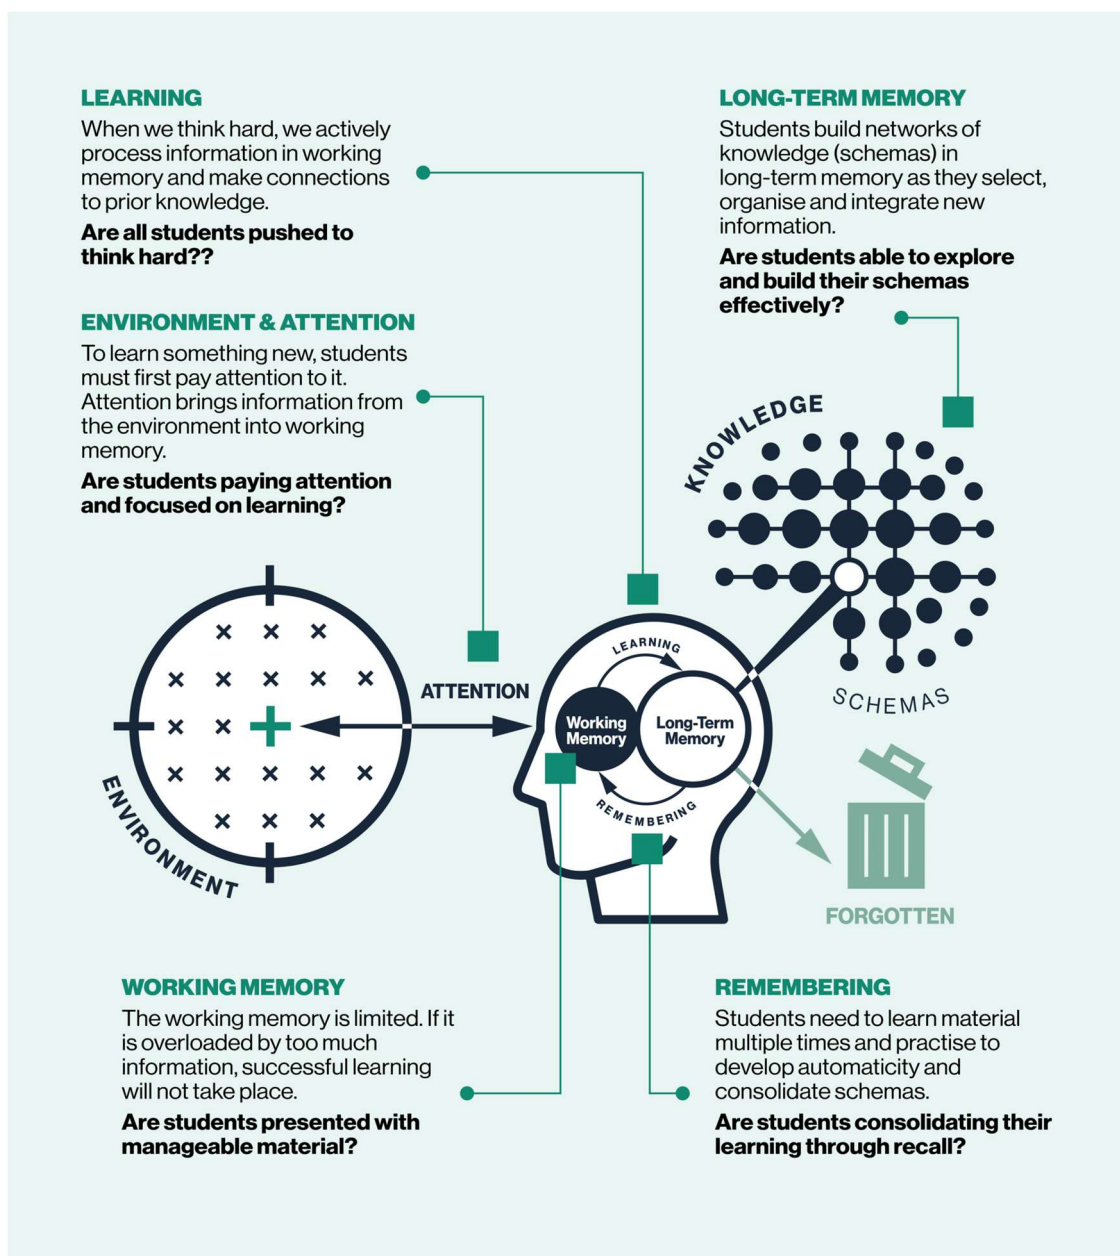 LEARNING
When we think hard, we actively
process information in working
memory and make connections
to prior knowledge.
Are all students pushed to
think hard??
LONG-TERM MEMORY
Students build networks of
knowledge (schemas) in
long-term memory as they select,
organise and integrate new
information.
Are students able to explore
and build their schemas
effectively?
ENVIRONMENT & ATTENTION
To learn something new, students
must first pay attention to it.
Attention brings information from
the environment into working
memory.
Are students paying attention
and focused on learning?
KNOWLEDGE
SCHEMAS
ENVIRONMENT
ATTENTION
LEARNING
Working
Memory
Long-Term
Memory
REMEMBERING
FORGOTTEN
WORKING MEMORY
The working memory is limited. If it
is overloaded by too much
information, successful learning
will not take place.
Are students presented with
manageable material?
REMEMBERING
Students need to learn material
multiple times and practise to
develop automaticity and
consolidate schemas.
Are students consolidating their
learning through recall?